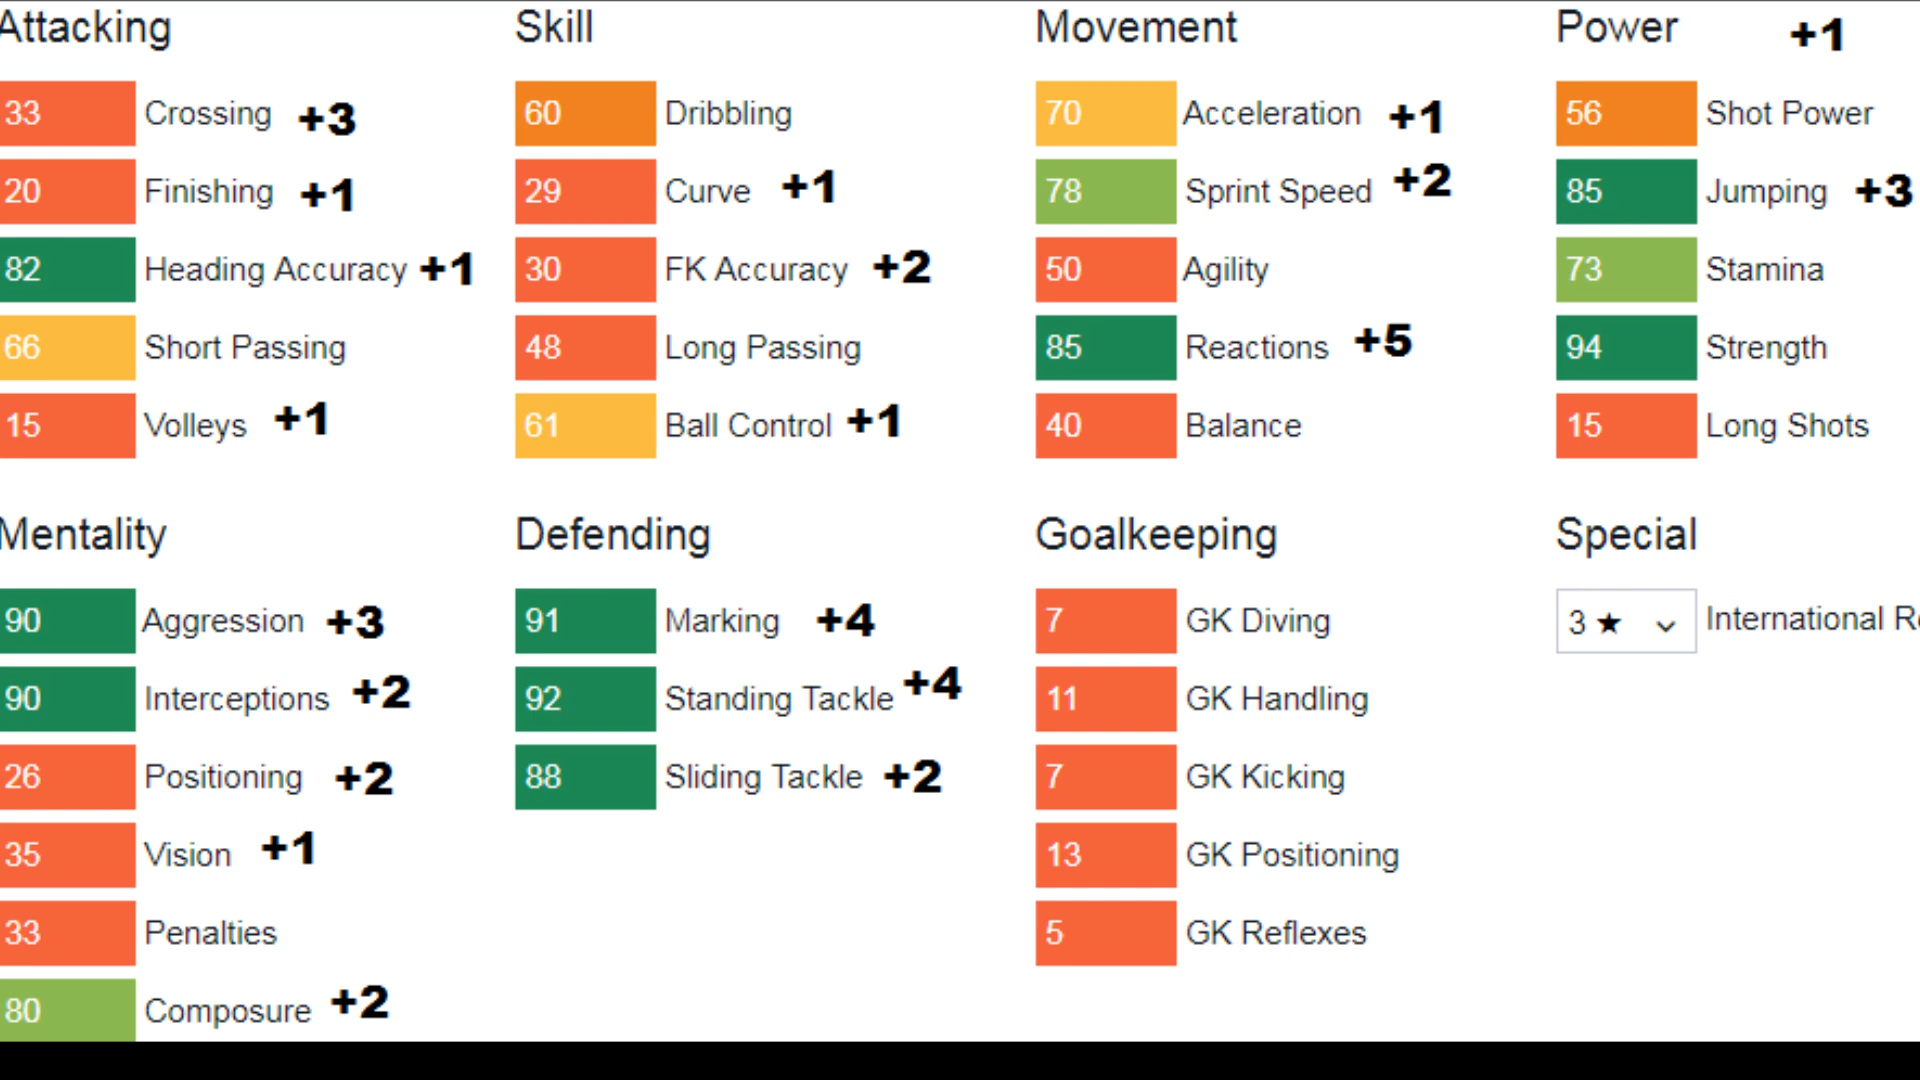 Attacking
33 Crossing +3
20 Finishing +1
82 Heading Accuracy +1
66 Short Passing
15 Volleys +1
Skill
60 Dribbling
29 Curve +1
30 FK Accuracy +2
48 Long Passing
61 Ball Control +1
Movement
70 Acceleration +1
78 Sprint Speed +2
50 Agility
85 Reactions +5
40 Balance
Power +1
56 Shot Power
85 Jumping +3
73 Stamina
94 Strength
15 Long Shots
Mentality
90 Aggression +3
90 Interceptions +2
26 Positioning +2
35 Vision +1
33 Penalties
80 Composure +2
Defending
91 Marking +4
92 Standing Tackle +4
88 Sliding Tackle +2
Goalkeeping
7 GK Diving
11 GK Handling
7 GK Kicking
13 GK Positioning
5 GK Reflexes
Special
3 ★ International